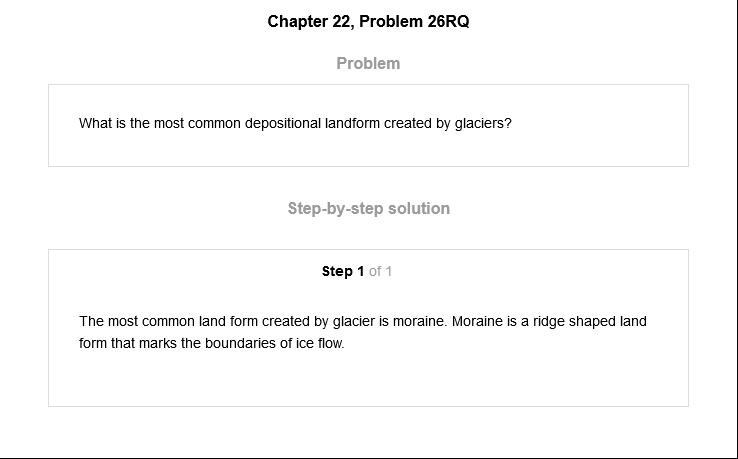 Chapter 22, Problem 26RQ
Problem
What is the most common depositional landform created by glaciers?
Step-by-step solution
Step 1 of 1
The most common land form created by glacier is moraine. Moraine is a ridge shaped land
form that marks the boundaries of ice flow.